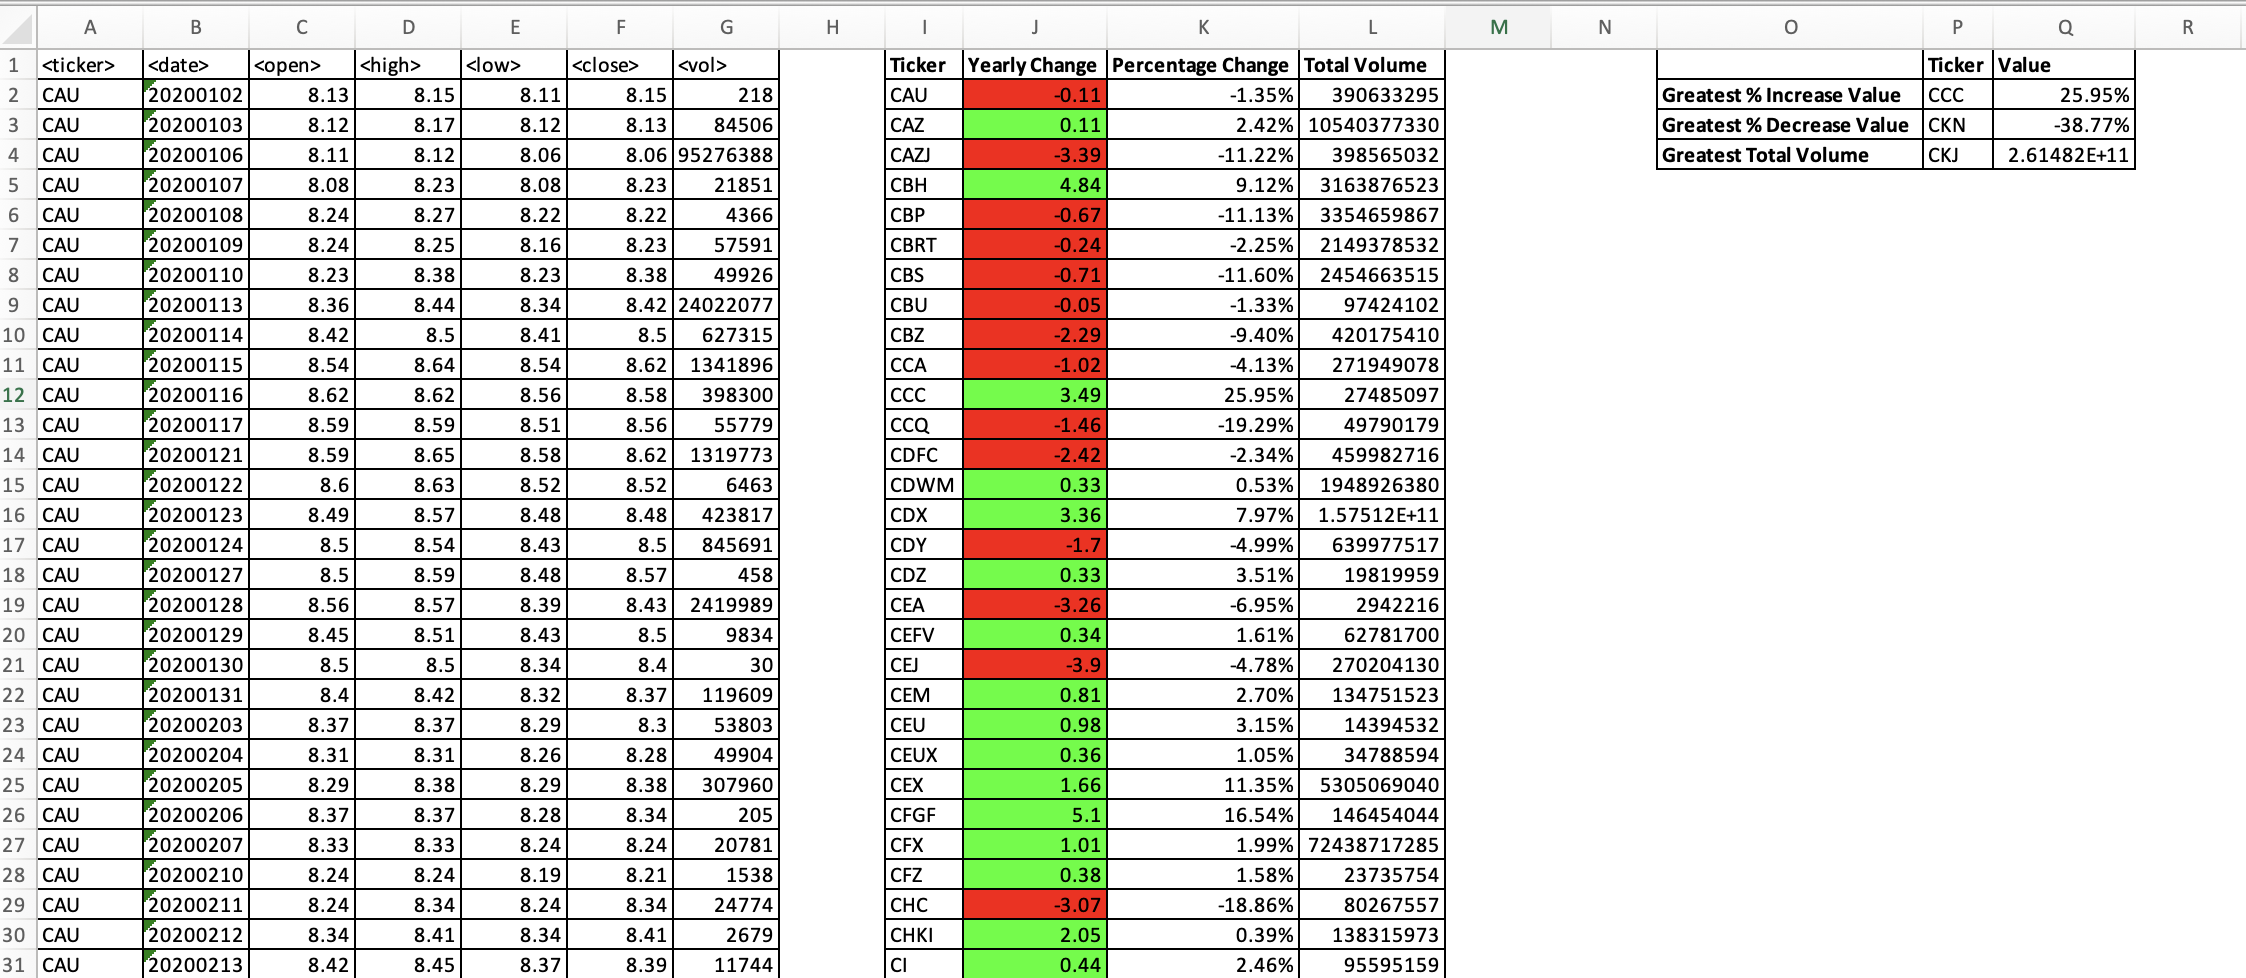 A B C D E F G H I J K L M N O P Q R
1 <ticker> <date> <open> <high> <low> <close> <vol> Ticker Yearly Change Percentage Change Total Volume Ticker Value
2 CAU 20200102 8.13 8.15 8.11 8.15 218 CAU -0.11 -1.35% 390633295 Greatest % Increase Value CCC 25.95%
3 CAU 20200103 8.12 8.17 8.12 8.13 84506 CAZ 0.11 2.42% 10540377330 Greatest % Decrease Value CKN -38.77%
4 CAU 20200106 8.11 8.12 8.06 8.06 95276388 CAZJ -3.39 -11.22% 398565032 Greatest Total Volume CKJ 2.61482E+11
5 CAU 20200107 8.08 8.23 8.08 8.23 21851 CBH 4.84 9.12% 3163876523
6 CAU 20200108 8.24 8.27 8.22 8.22 4366 CBP -0.67 -11.13% 3354659867
7 CAU 20200109 8.24 8.25 8.16 8.23 57591 CBRT -0.24 -2.25% 2149378532
8 CAU 20200110 8.23 8.38 8.23 8.38 49926 CBS -0.71 -11.60% 2454663515
9 CAU 20200113 8.36 8.44 8.34 8.42 24022077 CBU -0.05 -1.33% 97424102
10 CAU 20200114 8.42 8.5 8.41 8.5 627315 CBZ -2.29 -9.40% 420175410
11 CAU 20200115 8.54 8.64 8.54 8.62 1341896 CCA -1.02 -4.13% 271949078
12 CAU 20200116 8.62 8.62 8.56 8.58 398300 CCC 3.49 25.95% 27485097
13 CAU 20200117 8.59 8.59 8.51 8.56 55779 CCQ -1.46 -19.29% 49790179
14 CAU 20200121 8.59 8.65 8.58 8.62 1319773 CDFC -2.42 -2.34% 459982716
15 CAU 20200122 8.6 8.63 8.52 8.52 6463 CDWM 0.33 0.53% 1948926380
16 CAU 20200123 8.49 8.57 8.48 8.48 423817 CDX 3.36 7.97% 1.57512E+11
17 CAU 20200124 8.5 8.54 8.43 8.5 845691 CDY -1.7 -4.99% 639977517
18 CAU 20200127 8.5 8.59 8.48 8.57 458 CDZ 0.33 3.51% 19819959
19 CAU 20200128 8.56 8.57 8.39 8.43 2419989 CEA -3.26 -6.95% 2942216
20 CAU 20200129 8.45 8.51 8.43 8.5 9834 CEFV 0.34 1.61% 62781700
21 CAU 20200130 8.5 8.5 8.34 8.4 30 CEJ -3.9 -4.78% 270204130
22 CAU 20200131 8.4 8.42 8.32 8.37 119609 CEM 0.81 2.70% 134751523
23 CAU 20200203 8.37 8.37 8.29 8.3 53803 CEU 0.98 3.15% 14394532
24 CAU 20200204 8.31 8.31 8.26 8.28 49904 CEUX 0.36 1.05% 34788594
25 CAU 20200205 8.29 8.38 8.29 8.38 307960 CEX 1.66 11.35% 5305069040
26 CAU 20200206 8.37 8.37 8.28 8.34 205 CFGF 5.1 16.54% 146454044
27 CAU 20200207 8.33 8.33 8.24 8.24 20781 CFX 1.01 1.99% 72438717285
28 CAU 20200210 8.24 8.24 8.19 8.21 1538 CFZ 0.38 1.58% 23735754
29 CAU 20200211 8.24 8.34 8.24 8.34 24774 CHC -3.07 -18.86% 80267557
30 CAU 20200212 8.34 8.41 8.34 8.41 2679 CHKI 2.05 0.39% 138315973
31 CAU 20200213 8.42 8.45 8.37 8.39 11744 CI 0.44 2.46% 95595159